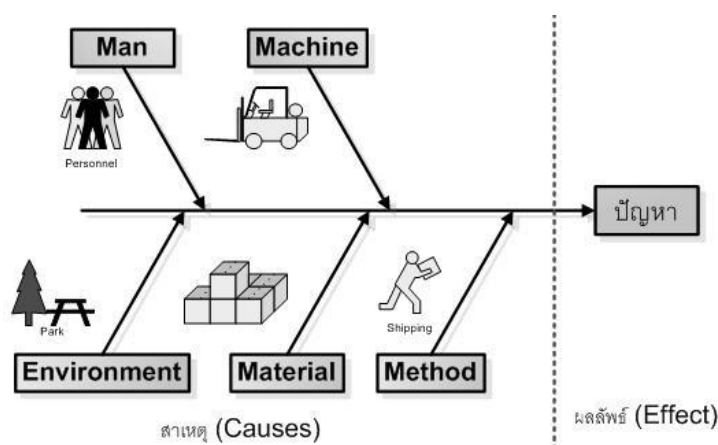 Man
Machine
Personnel
ปัญหา
Park
Shipping
Environment
Material
Method
สาเหตุ (Causes)
ผลลัพธ์ (Effect)